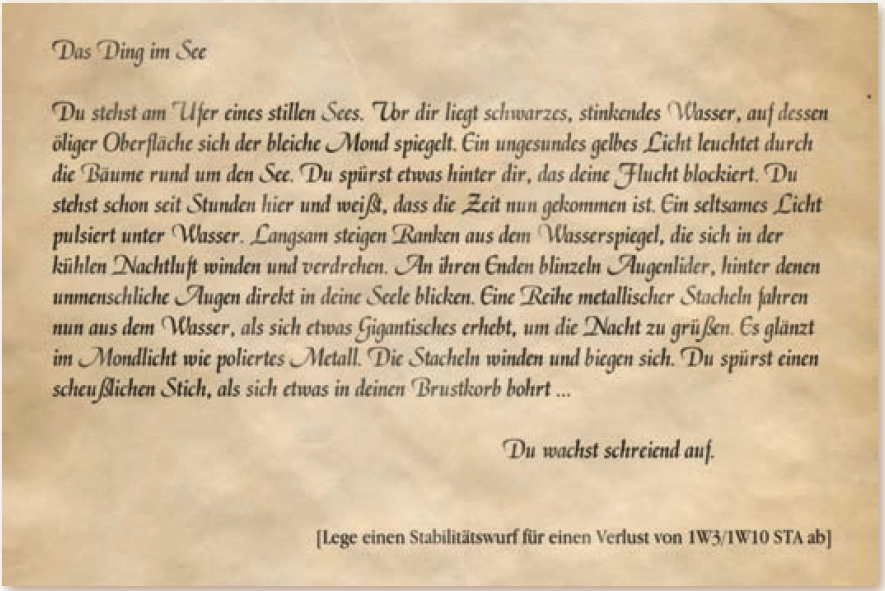 Das Ding im See
Du stehst am Ufer eines stillen Sees. Vor dir liegt schwarzes, stinkendes Wasser, auf dessen
öliger Oberfläche sich der bleiche Mond spiegelt. Ein ungesundes gelbes Licht leuchtet durch
die Bäume rund um den See. Du spürst etwas hinter dir, das deine Flucht blockiert. Du
stehst schon seit Stunden hier und weißt, dass die Zeit nun gekommen ist. Ein seltsames Licht
pulsiert unter Wasser. Langsam steigen Ranken aus dem Wasserspiegel, die sich in der
kühlen Nachtluft winden und verdrehen. An ihren Enden blinzeln Augenlider, hinter denen
unmenschliche Augen direkt in deine Seele blicken. Eine Reihe metallischer Stacheln fahren
nun aus dem Wasser, als sich etwas Gigantisches erhebt, um die Nacht zu grüßen. Es glänzt
im Mondlicht wie poliertes Metall. Die Stacheln winden und biegen sich. Du spürst einen
scheußlichen Stich, als sich etwas in deinen Brustkorb bohrt ...
Du wachst schreiend auf.
[Lege einen Stabilitätswurf für einen Verlust von 1W3/1W10 STA ab]